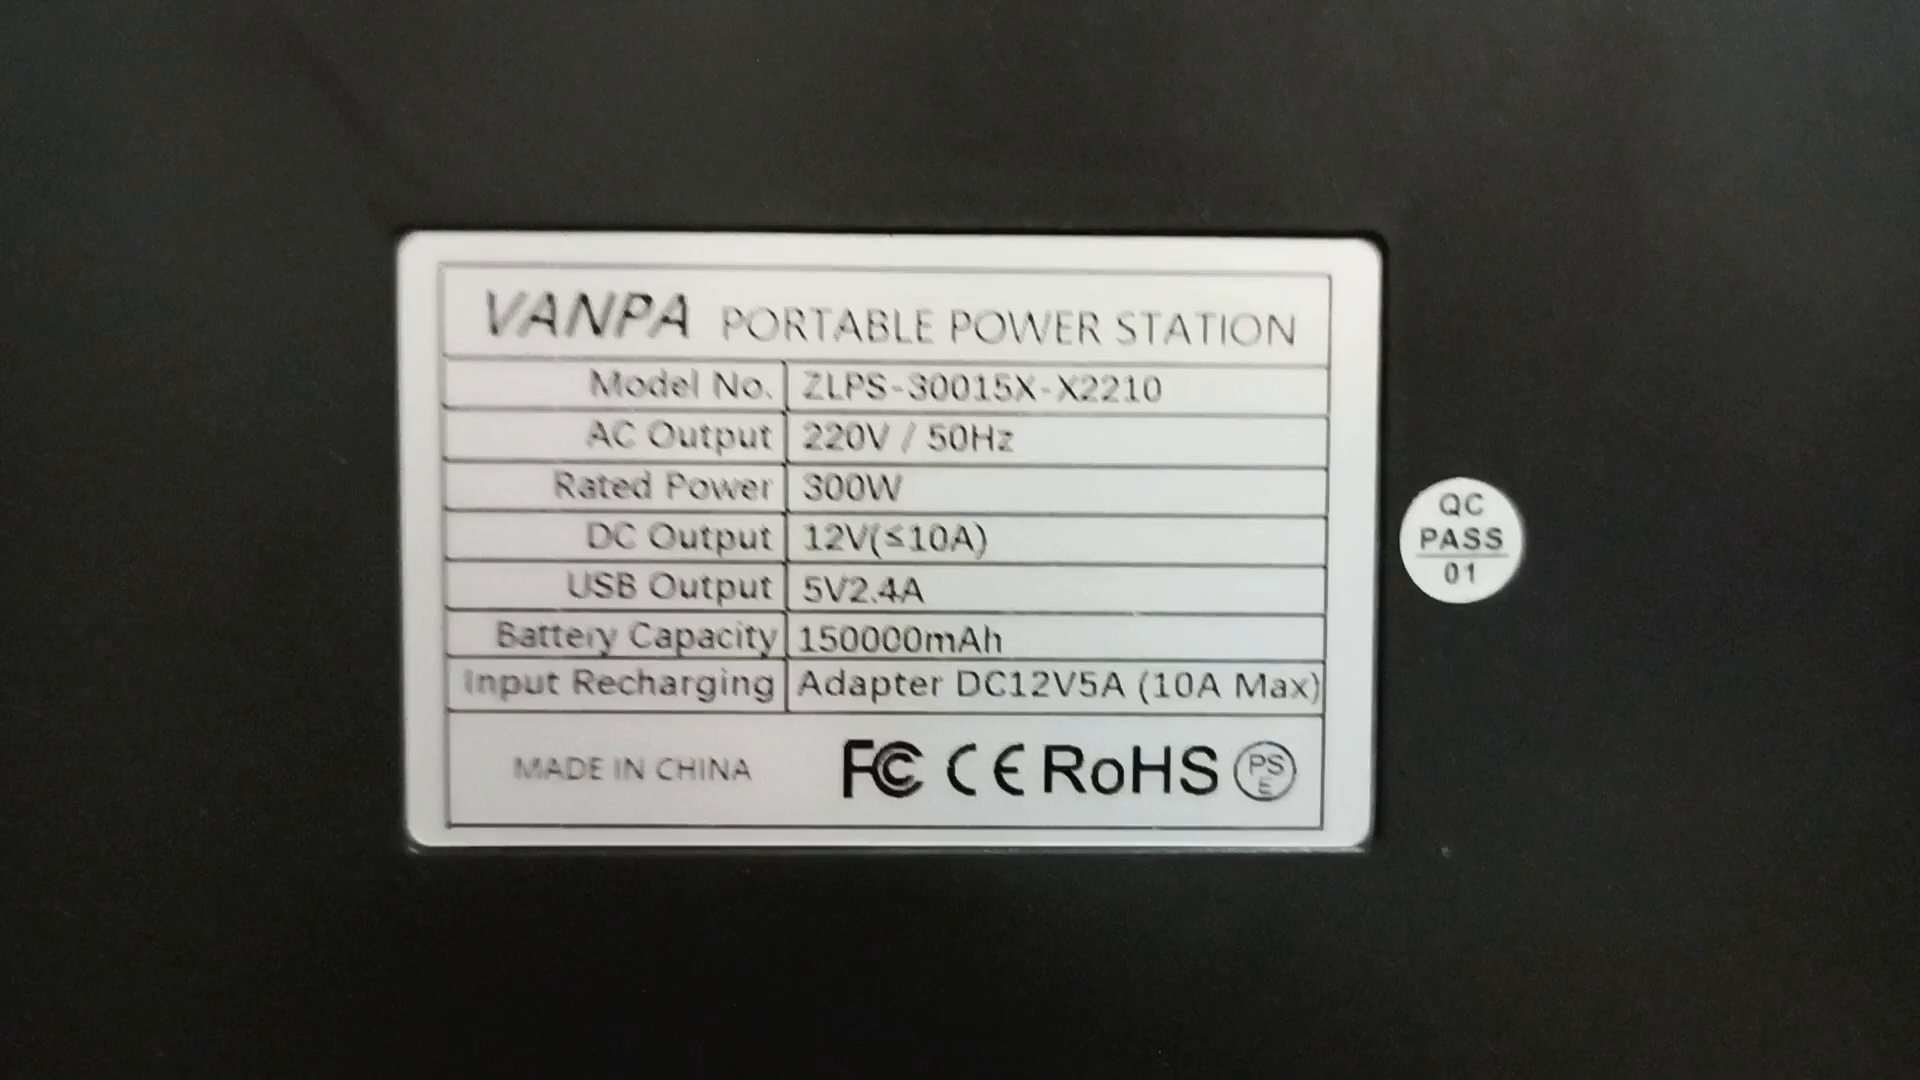 VANPA PORTABLE POWER STATION
Model No. ZLPS-30015X-X2210
AC Output 220V / 50Hz
Rated Power 300W
DC Output 12V(≤10A)
USB Output 5V2.4A
Battery Capacity 150000mAh
Input Recharging Adapter DC12V5A (10A Max)
MADE IN CHINA FC CE RoHS PSE
QC
PASS
01